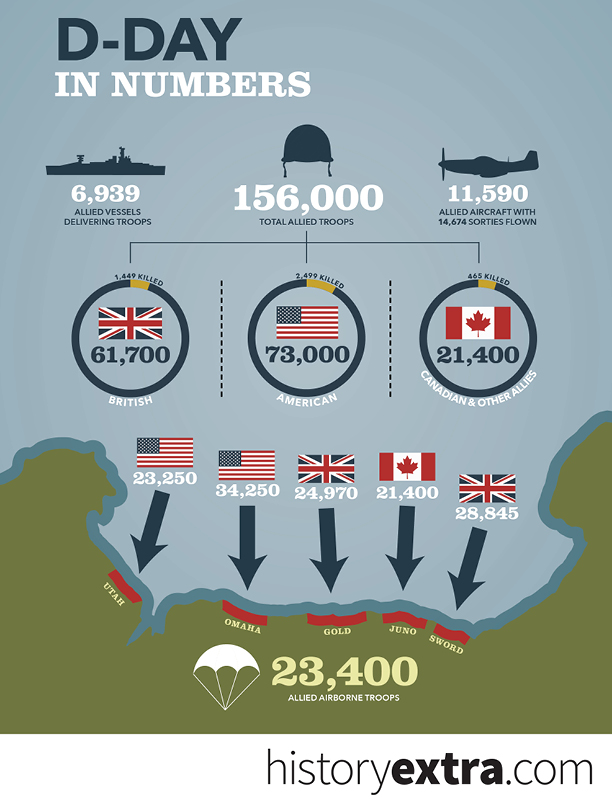 D-DAY
IN NUMBERS
6,939
ALLIED VESSELS
DELIVERING TROOPS
156,000
TOTAL ALLIED TROOPS
11,590
ALLIED AIRCRAFT WITH
14,674 SORTIES FLOWN
1,449 KILLED
61,700
BRITISH
2,499 KILLED
73,000
AMERICAN
465 KILLED
21,400
CANADIAN & OTHER ALLIES
23,250
34,250
24,970
21,400
28,845
UTAH
OMAHA
GOLD
JUNO
SWORD
23,400
ALLIED AIRBORNE TROOPS
historyextra.com